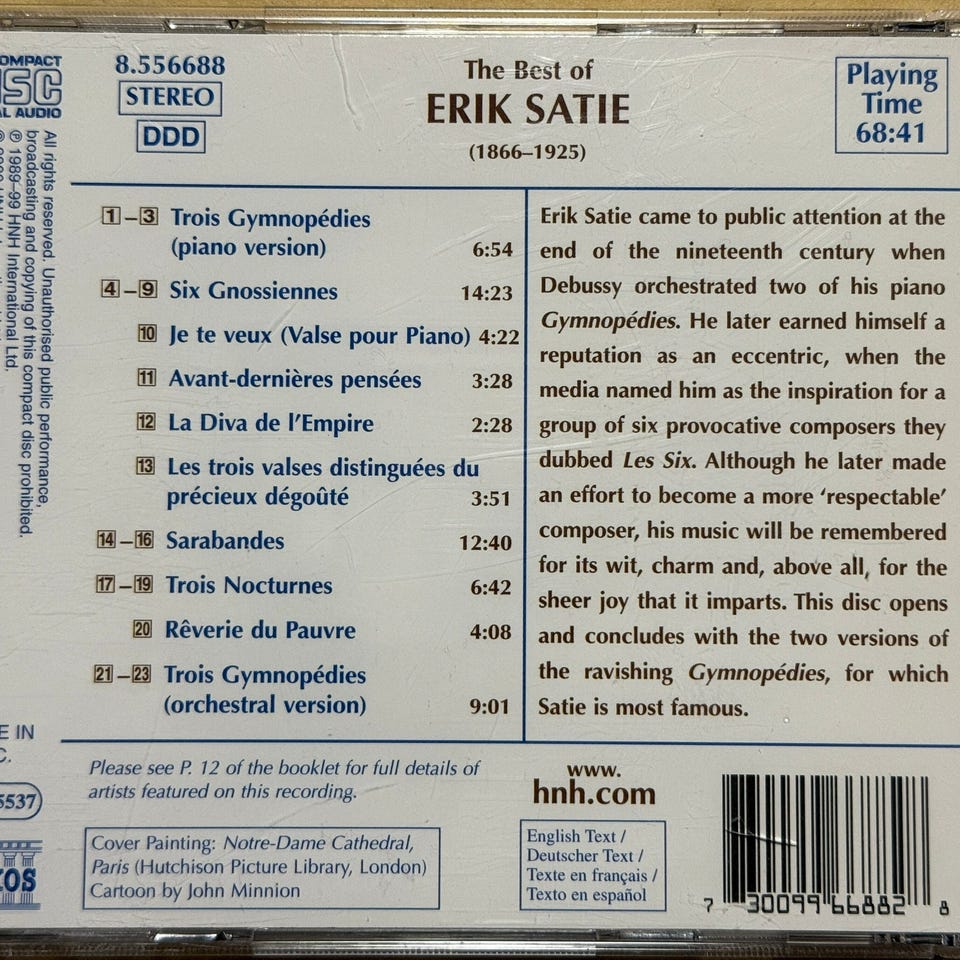 COMPACT
DISC
DIGITAL AUDIO
8.556688
STEREO
DDD
The Best of
ERIK SATIE
(1866–1925)
Playing
Time
68:41
All rights reserved. Unauthorised public performance,
broadcasting and copying of this compact disc prohibited.
℗ 1989–99 HNH International Ltd.
1 – 3 Trois Gymnopédies
(piano version) 6:54
4 – 9 Six Gnossiennes 14:23
10 Je te veux (Valse pour Piano) 4:22
11 Avant-dernières pensées 3:28
12 La Diva de l'Empire 2:28
13 Les trois valses distinguées du
précieux dégoûté 3:51
14 – 16 Sarabandes 12:40
17 – 19 Trois Nocturnes 6:42
20 Rêverie du Pauvre 4:08
21 – 23 Trois Gymnopédies
(orchestral version) 9:01
Erik Satie came to public attention at the
end of the nineteenth century when
Debussy orchestrated two of his piano
Gymnopédies. He later earned himself a
reputation as an eccentric, when the
media named him as the inspiration for a
group of six provocative composers they
dubbed Les Six. Although he later made
an effort to become a more 'respectable'
composer, his music will be remembered
for its wit, charm and, above all, for the
sheer joy that it imparts. This disc opens
and concludes with the two versions of
the ravishing Gymnopédies, for which
Satie is most famous.
E IN
C.
5537
XOS
Please see P. 12 of the booklet for full details of
artists featured on this recording.
Cover Painting: Notre-Dame Cathedral,
Paris (Hutchison Picture Library, London)
Cartoon by John Minnion
www.
hnh.com
English Text /
Deutscher Text /
Texte en français /
Texto en español
7 30099 66882 8